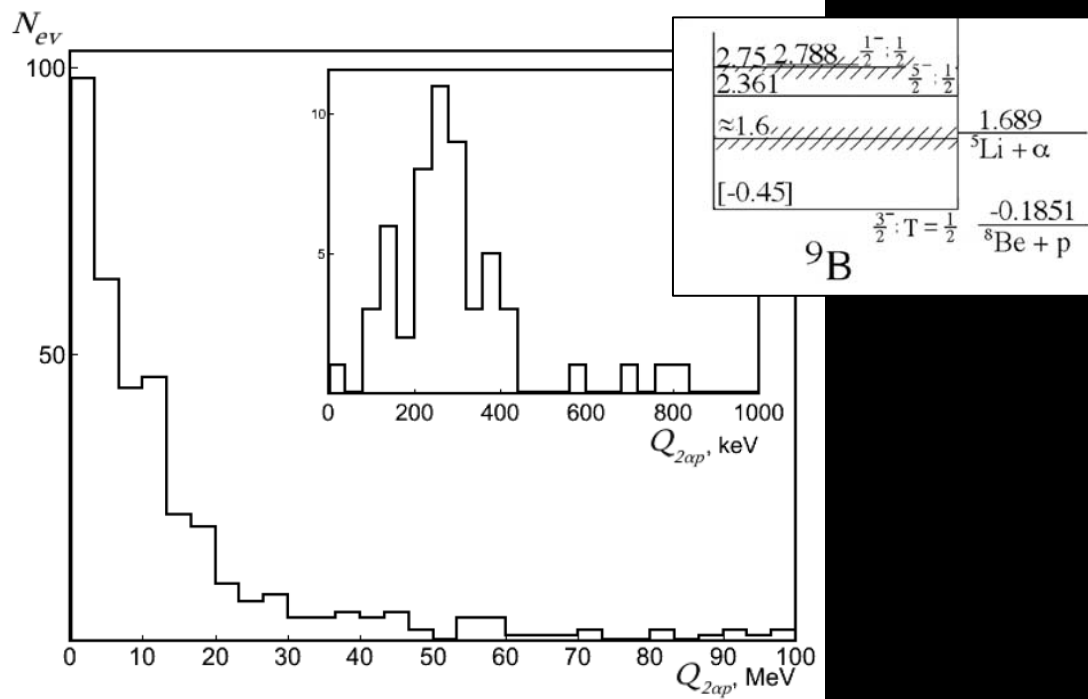 N_ev
100
50
0 10 20 30 40 50 60 70 80 90 100
Q_2αp, MeV
10
5
0 200 400 600 800 1000
Q_2αp, keV
2.75 2.788 1/2⁻; 1/2
2.361 5/2⁻; 1/2
≈1.6 1.689
⁵Li + α
[-0.45]
3/2⁻; T = 1/2 -0.1851
⁸Be + p
⁹B